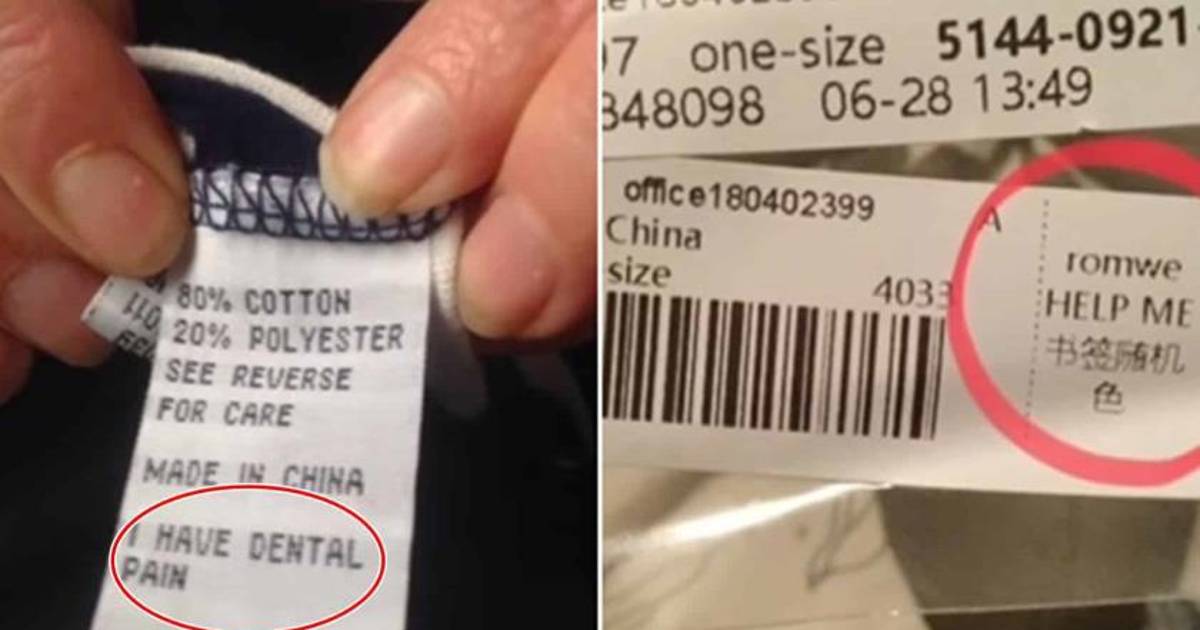 80% COTTON
20% POLYESTER
SEE REVERSE
FOR CARE
MADE IN CHINA
I HAVE DENTAL
PAIN
one-size 5144-0921
348098 06-28 13:49
office180402399
China
size
4033
A
romwe
HELP ME
书签随机
色